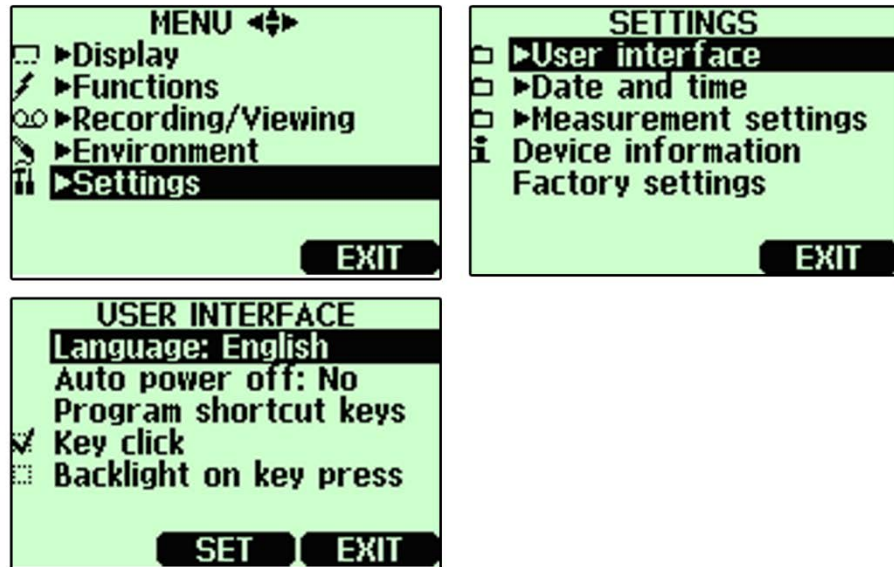 MENU
Display
Functions
Recording/Viewing
Environment
Settings
EXIT
SETTINGS
User interface
Date and time
Measurement settings
Device information
Factory settings
EXIT
USER INTERFACE
Language: English
Auto power off: No
Program shortcut keys
Key click
Backlight on key press
SET EXIT